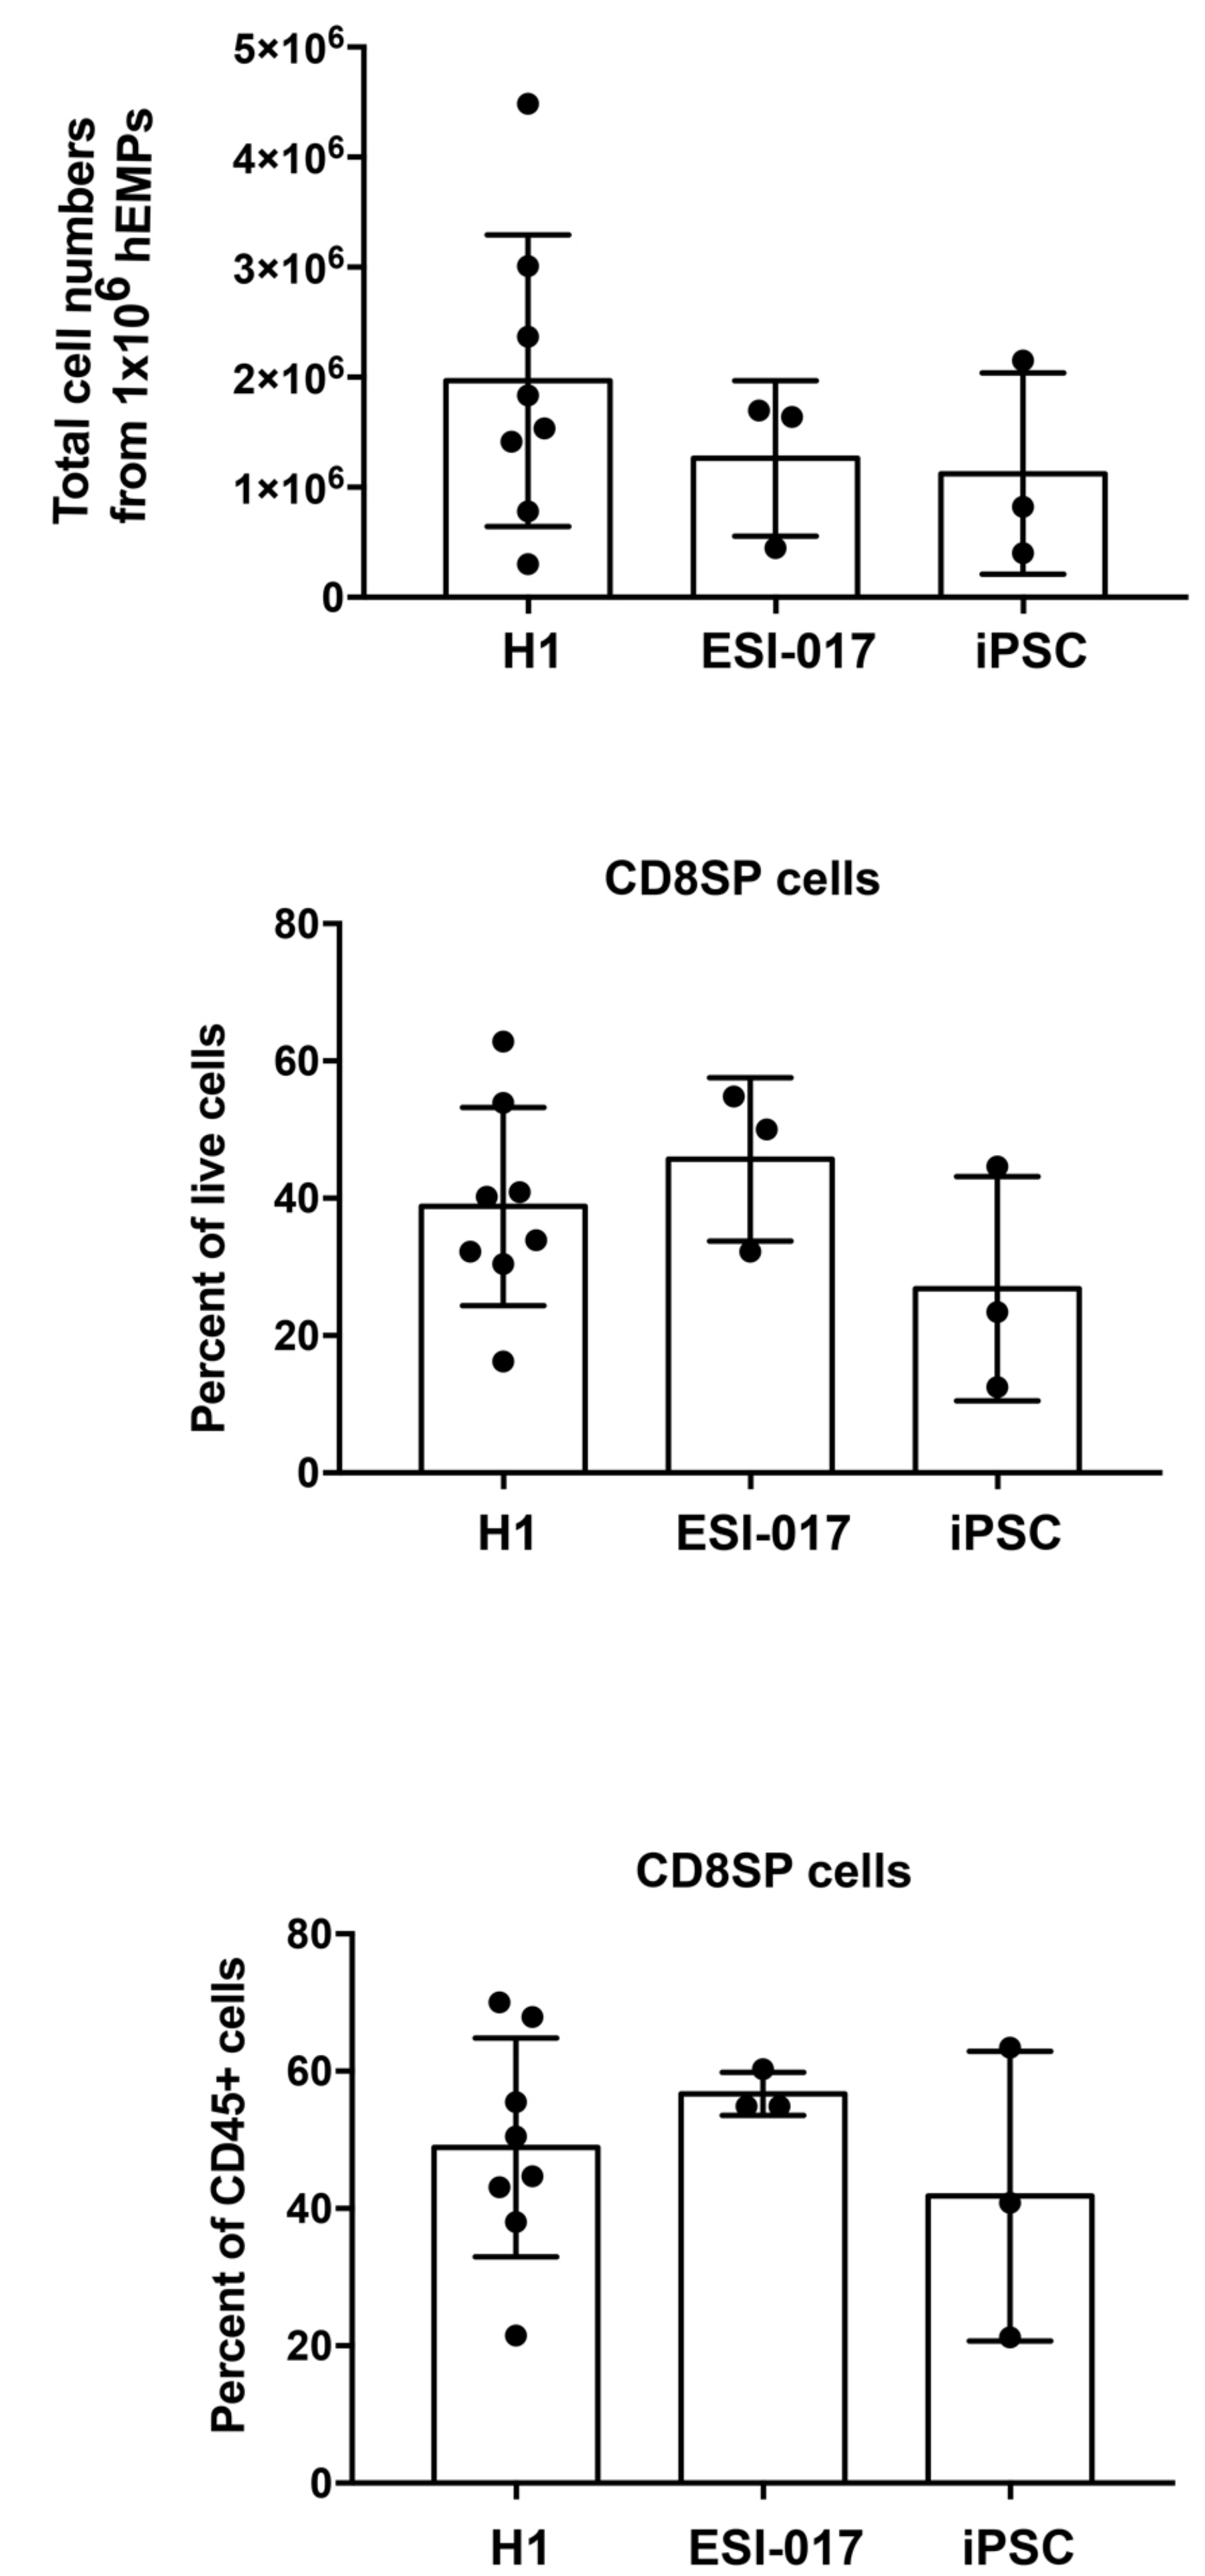 Total cell numbers
from 1x10⁶ hEMPs
5×10⁶
4×10⁶
3×10⁶
2×10⁶
1×10⁶
0
H1 ESI-017 iPSC
CD8SP cells
Percent of live cells
80
60
40
20
0
H1 ESI-017 iPSC
CD8SP cells
Percent of CD45+ cells
80
60
40
20
0
H1 ESI-017 iPSC